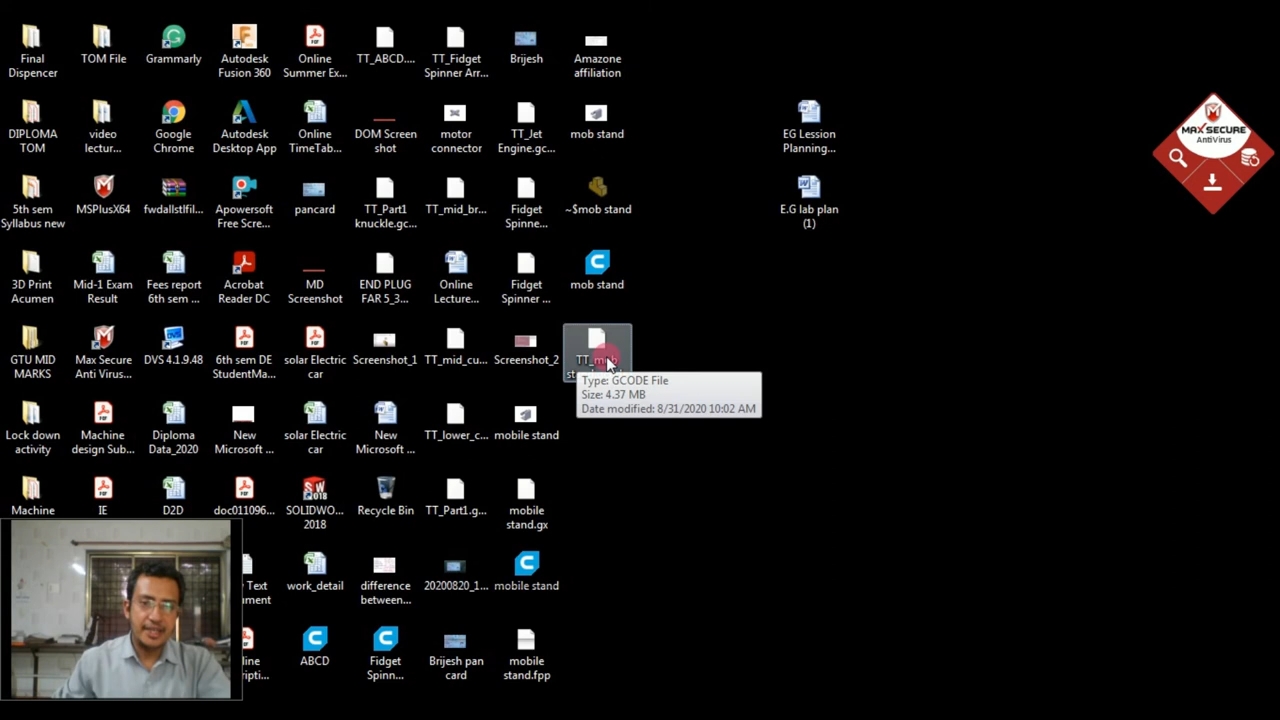 Final
Dispencer
TOM File
Grammarly
Autodesk
Fusion 360
Online
Summer Ex...
TT_ABCD....
TT_Fidget
Spinner Arr...
Brijesh
Amazone
affiliation
DIPLOMA
TOM
video
lectur...
Google
Chrome
Autodesk
Desktop App
Online
TimeTab...
DOM Screen
shot
motor
connector
TT_Jet
Engine.gc...
mob stand
EG Lession
Planning...
MAX SECURE
AntiVirus
5th sem
Syllabus new
MSPlusX64
fwdallstlfil...
Apowersoft
Free Scre...
pancard
TT_Part1
knuckle.gc...
TT_mid_br...
Fidget
Spinne...
~$mob stand
E.G lab plan
(1)
3D Print
Acumen
Mid-1 Exam
Result
Fees report
6th sem ...
Acrobat
Reader DC
MD
Screenshot
END PLUG
FAR 5_3...
Online
Lecture...
Fidget
Spinner ...
mob stand
GTU MID
MARKS
Max Secure
Anti Virus...
DVS 4.1.9.48
6th sem DE
StudentMa...
solar Electric
car
Screenshot_1
TT_mid_cu...
Screenshot_2
Type: GCODE File
Size: 4.37 MB
Date modified: 8/31/2020 10:02 AM
Lock down
activity
Machine
design Sub...
Diploma
Data_2020
New
Microsoft ...
solar Electric
car
New
Microsoft ...
TT_lower_c...
mobile stand
Machine
IE
D2D
doc011096...
SOLIDWO...
2018
Recycle Bin
TT_Part1.g...
mobile
stand.gx
work_detail
difference
between...
20200820_1...
mobile stand
ABCD
Fidget
Spinn...
Brijesh pan
card
mobile
stand.fpp